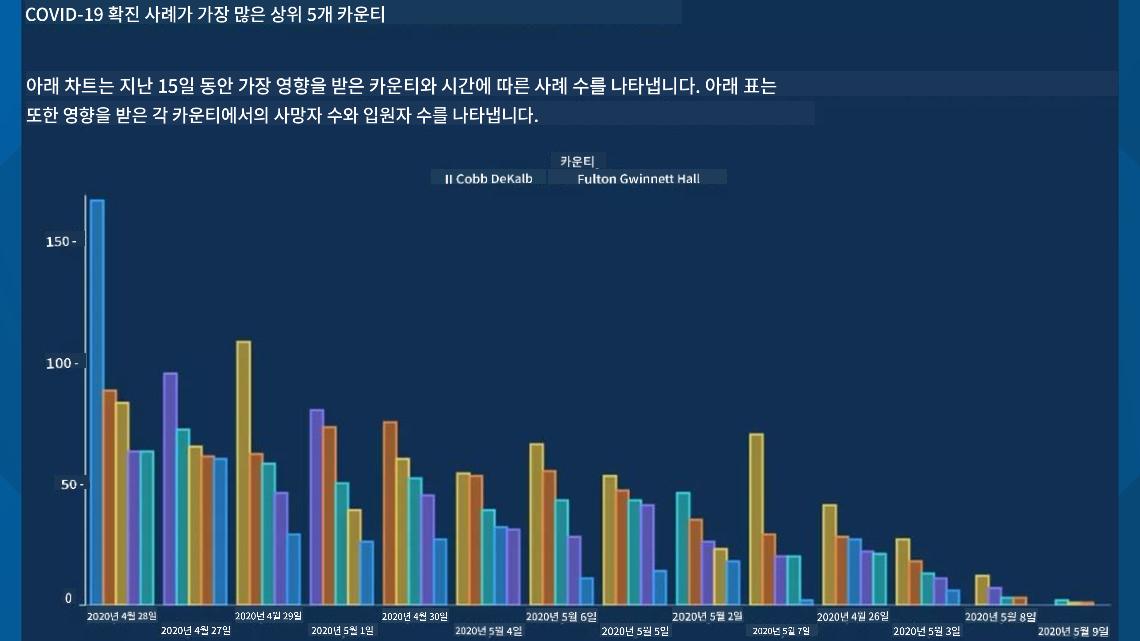 COVID-19 확진 사례가 가장 많은 상위 5개 카운티
아래 차트는 지난 15일 동안 가장 영향을 받은 카운티와 시간에 따른 사례 수를 나타냅니다. 아래 표는
또한 영향을 받은 각 카운티에서의 사망자 수와 입원자 수를 나타냅니다.
카운티
II Cobb DeKalb Fulton Gwinnett Hall
150 -
100 -
50 -
0
2020년 4월 28일 2020년 4월 29일 2020년 4월 30일 2020년 5월 6일 2020년 5월 2일 2020년 4월 26일 2020년 5월 8일
2020년 4월 27일 2020년 5월 1일 2020년 5월 4일 2020년 5월 5일 2020년 5월 7일 2020년 5월 3일 2020년 5월 9일